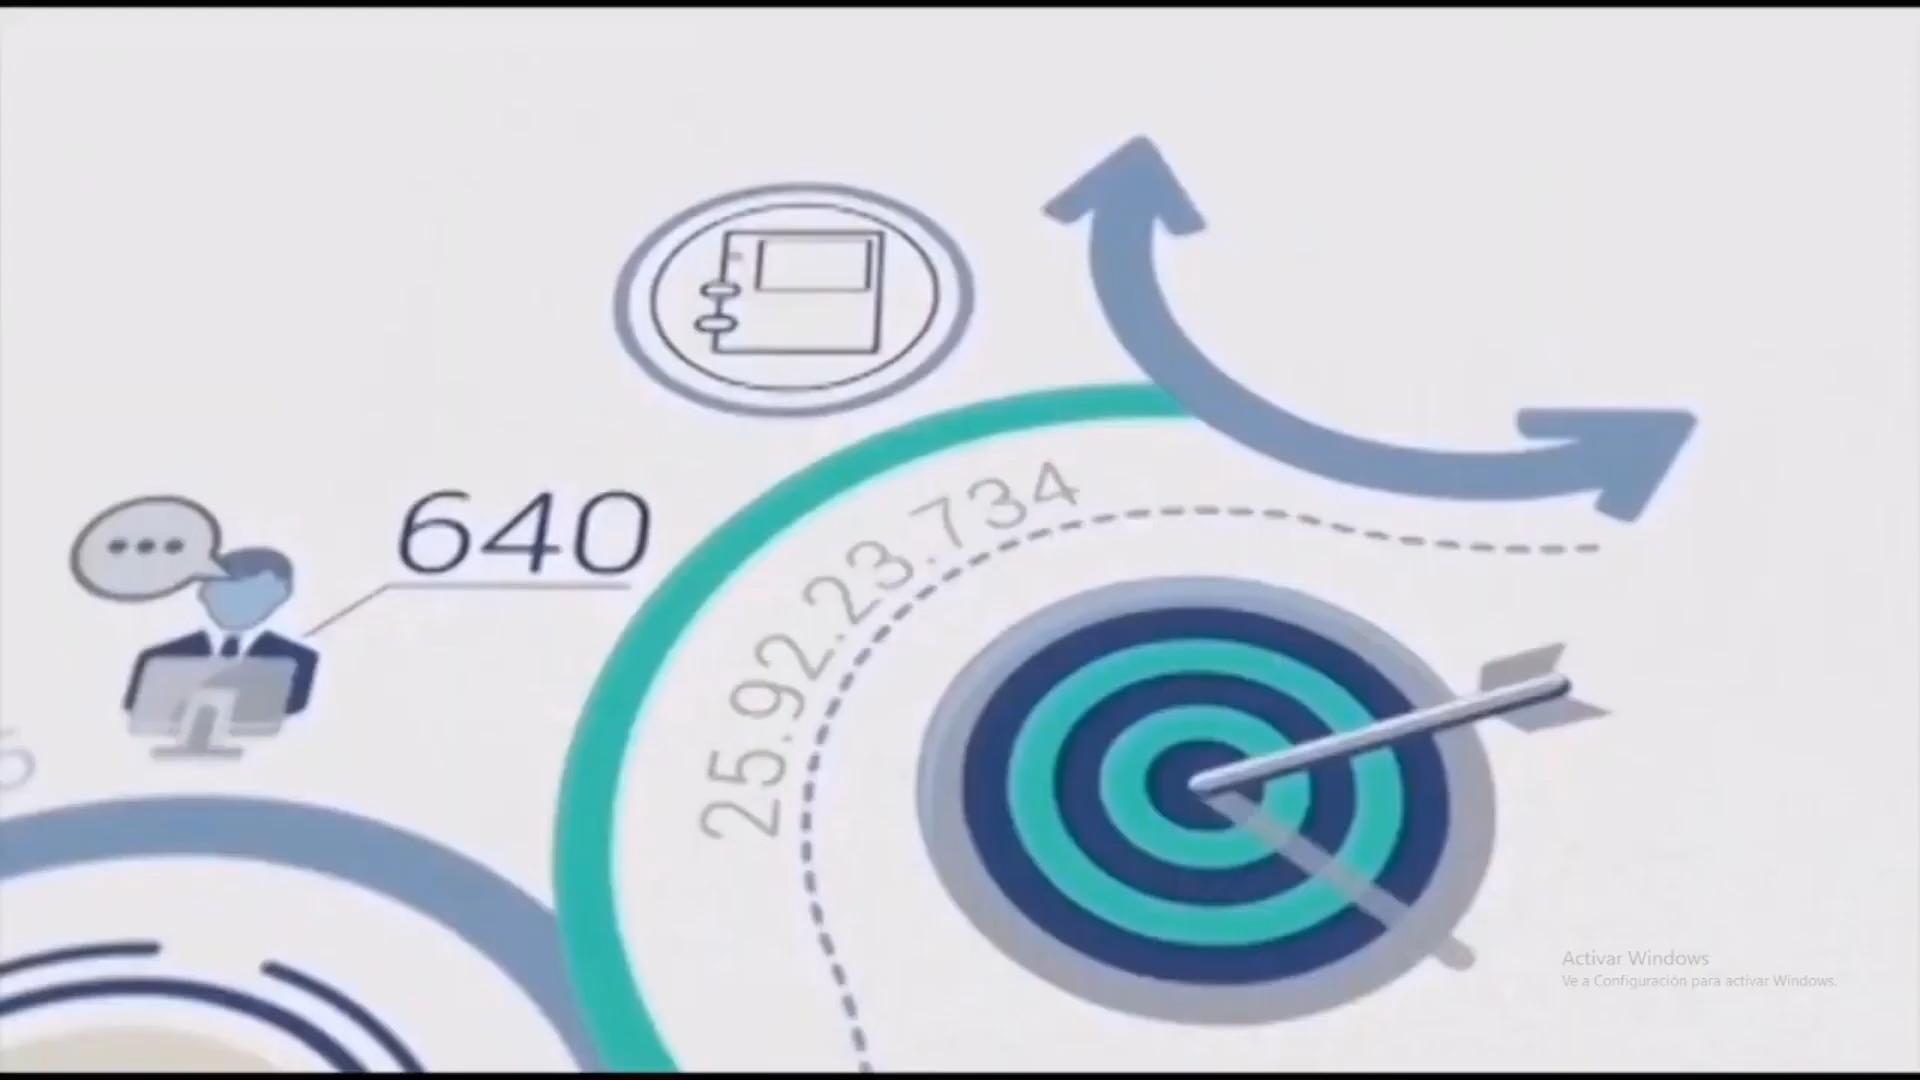 640
25.92.23.734
Activar Windows
Ve a Configuración para activar Windows.